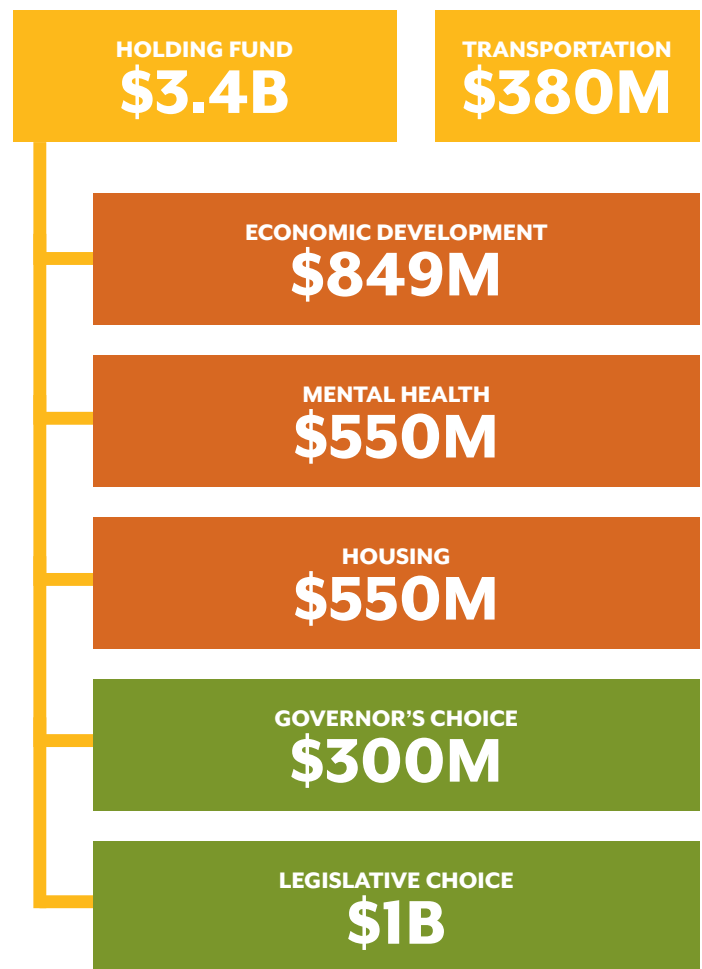 HOLDING FUND
$3.4B
TRANSPORTATION
$380M
ECONOMIC DEVELOPMENT
$849M
MENTAL HEALTH
$550M
HOUSING
$550M
GOVERNOR’S CHOICE
$300M
LEGISLATIVE CHOICE
$1B